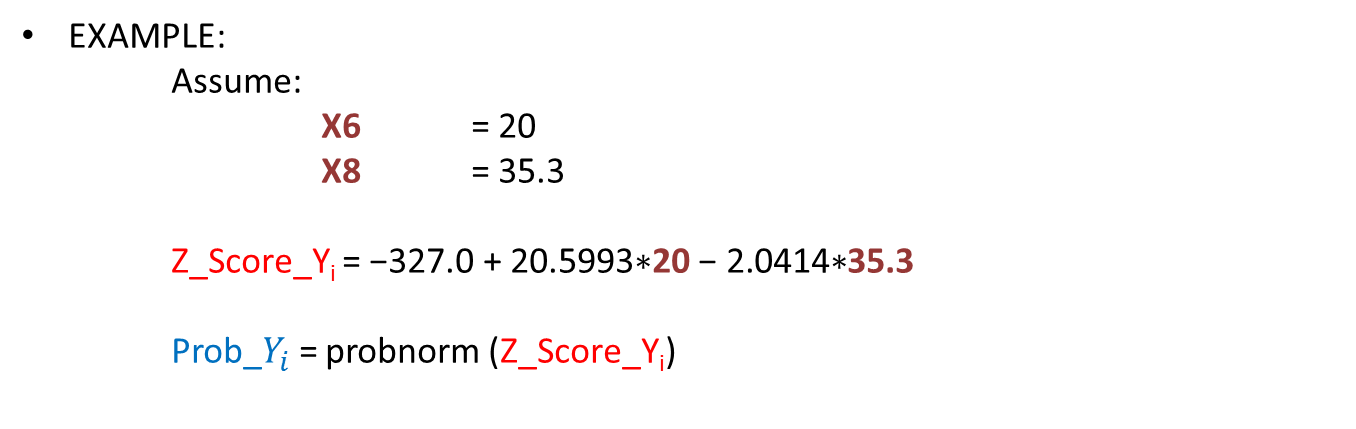 • EXAMPLE:
Assume:
X6 = 20
X8 = 35.3
Z_Score_Yi = −327.0 + 20.5993*20 − 2.0414*35.3
Prob_Yi = probnorm (Z_Score_Yi)